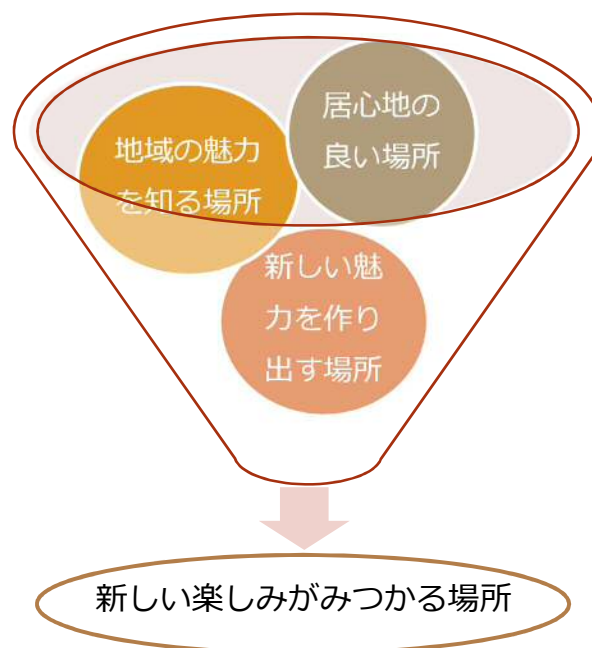 地域の魅力
を知る場所
居心地の
良い場所
新しい魅
力を作り
出す場所
新しい楽しみがみつかる場所